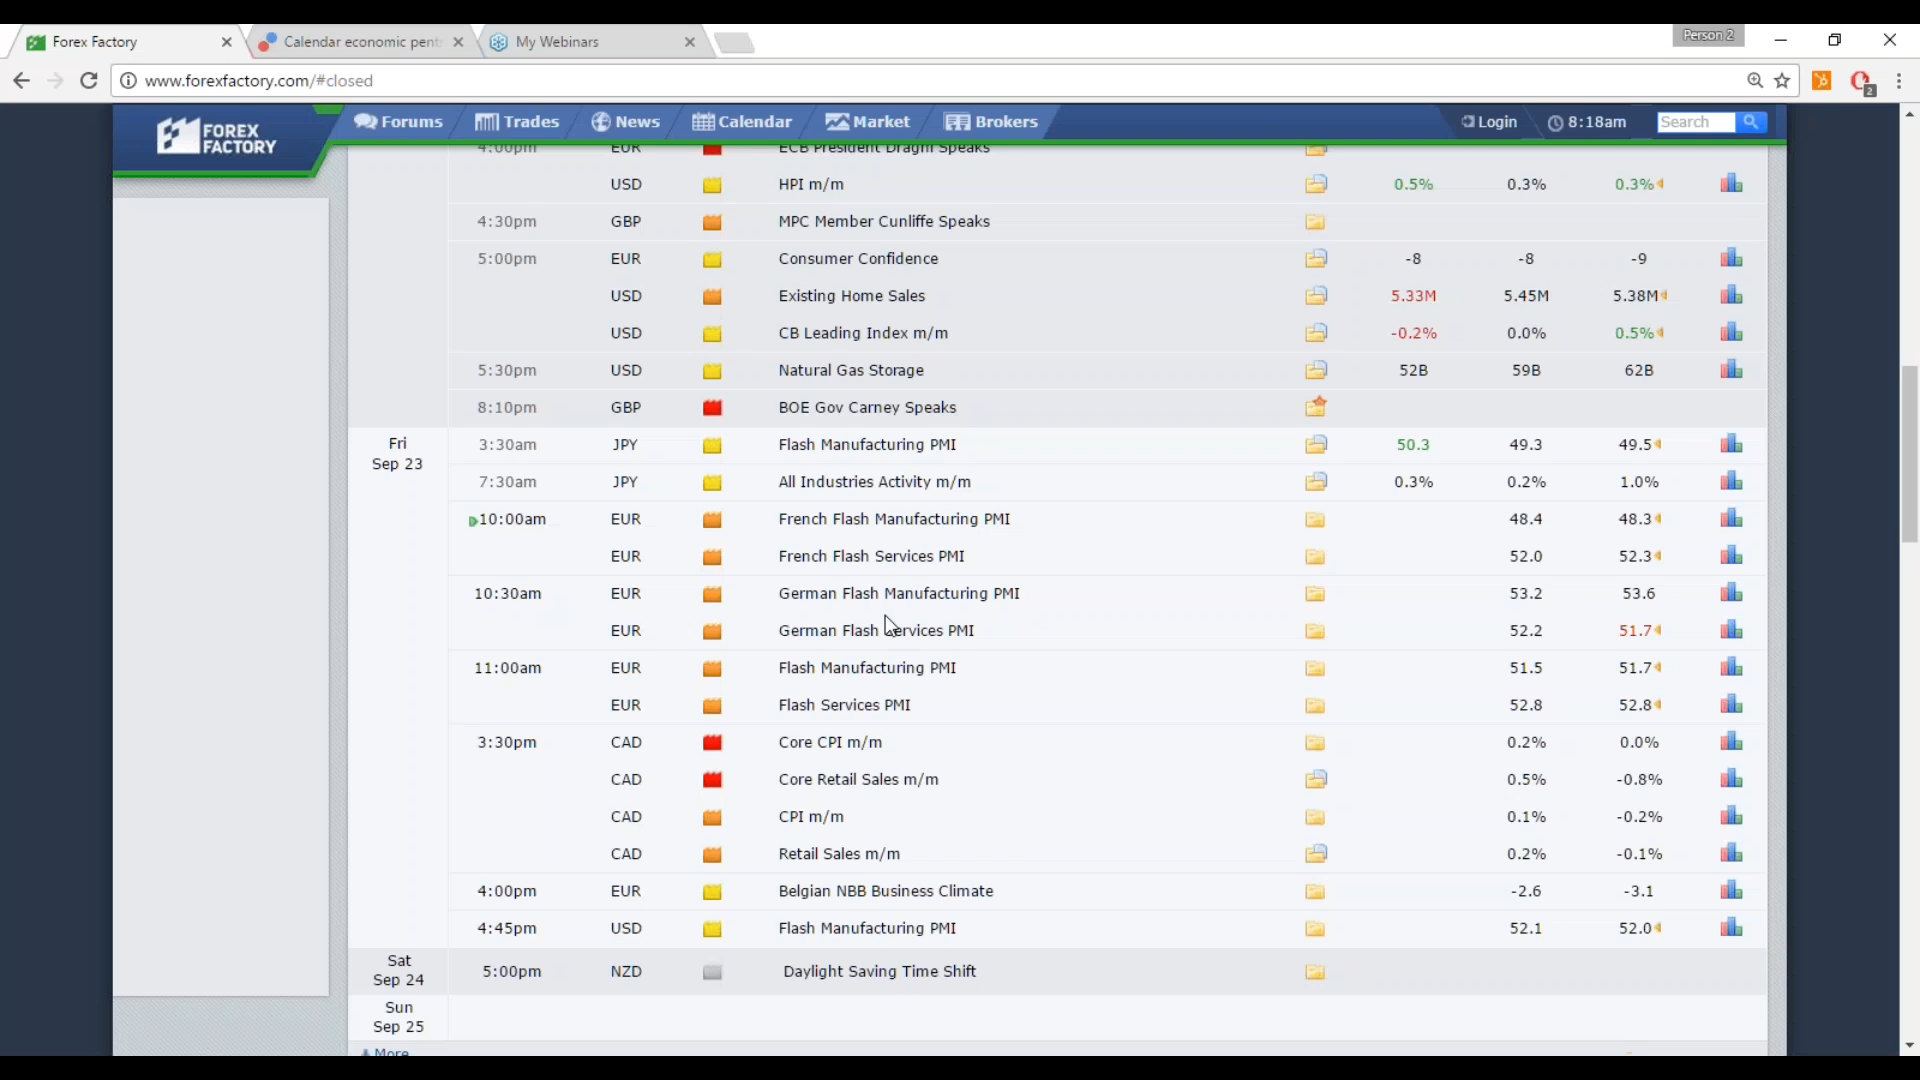 Forex Factory
Calendar economic pent
My Webinars
Person 2
www.forexfactory.com/#closed
2
FOREX FACTORY
Forums Trades News Calendar Market Brokers Login 8:18am Search
4:00pm EUR ECB President Draghi Speaks
USD HPI m/m 0.5% 0.3% 0.3%
4:30pm GBP MPC Member Cunliffe Speaks
5:00pm EUR Consumer Confidence -8 -8 -9
USD Existing Home Sales 5.33M 5.45M 5.38M
USD CB Leading Index m/m -0.2% 0.0% 0.5%
5:30pm USD Natural Gas Storage 52B 59B 62B
8:10pm GBP BOE Gov Carney Speaks
Fri Sep 23 3:30am JPY Flash Manufacturing PMI 50.3 49.3 49.5
7:30am JPY All Industries Activity m/m 0.3% 0.2% 1.0%
10:00am EUR French Flash Manufacturing PMI 48.4 48.3
EUR French Flash Services PMI 52.0 52.3
10:30am EUR German Flash Manufacturing PMI 53.2 53.6
EUR German Flash Services PMI 52.2 51.7
11:00am EUR Flash Manufacturing PMI 51.5 51.7
EUR Flash Services PMI 52.8 52.8
3:30pm CAD Core CPI m/m 0.2% 0.0%
CAD Core Retail Sales m/m 0.5% -0.8%
CAD CPI m/m 0.1% -0.2%
CAD Retail Sales m/m 0.2% -0.1%
4:00pm EUR Belgian NBB Business Climate -2.6 -3.1
4:45pm USD Flash Manufacturing PMI 52.1 52.0
Sat Sep 24 5:00pm NZD Daylight Saving Time Shift
Sun Sep 25
More